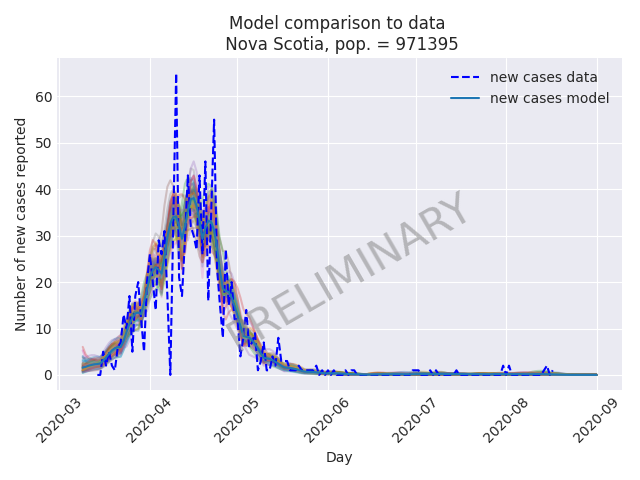 Model comparison to data
Nova Scotia, pop. = 971395
new cases data
new cases model
Number of new cases reported
60
50
40
30
20
10
0
PRELIMINARY
2020-03
2020-04
2020-05
2020-06
2020-07
2020-08
2020-09
Day